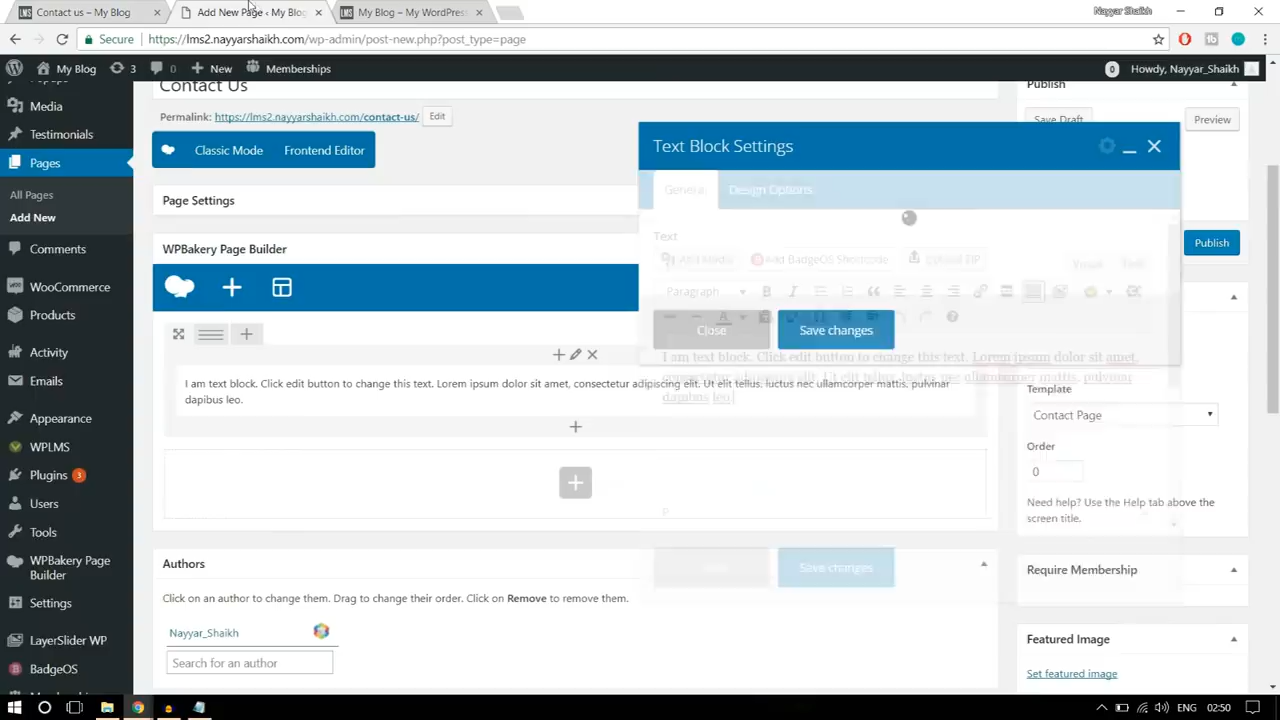 Contact us – My Blog
Add New Page ‹ My Blog
My Blog – My WordPress
Nayyar Shaikh
Secure
https://lms2.nayyarshaikh.com/wp-admin/post-new.php?post_type=page
My Blog
3
0
New
Memberships
0
Howdy, Nayyar_Shaikh
Media
Testimonials
Pages
All Pages
Add New
Comments
WooCommerce
Products
Activity
Emails
Appearance
WPLMS
Plugins 3
Users
Tools
WPBakery Page
Builder
Settings
LayerSlider WP
BadgeOS
Contact Us
Permalink: https://lms2.nayyarshaikh.com/contact-us/ Edit
Classic Mode
Frontend Editor
Page Settings
WPBakery Page Builder
I am text block. Click edit button to change this text. Lorem ipsum dolor sit amet, consectetur adipiscing elit. Ut elit tellus, luctus nec ullamcorper mattis, pulvinar
dapibus leo.
Authors
Click on an author to change them. Drag to change their order. Click on Remove to remove them.
Nayyar_Shaikh
Search for an author
Text Block Settings
General
Design Options
Text
Add Media
Add BadgeOS Shortcode
Upload ZIP
Visual
Text
Paragraph
Close
Save changes
I am text block. Click edit button to change this text. Lorem ipsum dolor sit amet,
consectetur adipiscing elit. Ut elit tellus, luctus nec ullamcorper mattis, pulvinar
dapibus leo.
P
Save changes
Publish
Save Draft
Preview
Publish
Template
Contact Page
Order
0
Need help? Use the Help tab above the
screen title.
Require Membership
Featured Image
Set featured image
ENG
02:50